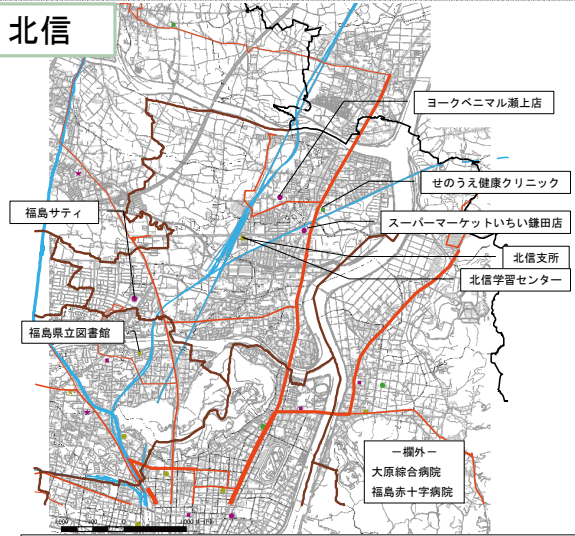 北信
ヨークベニマル瀬上店
せのうえ健康クリニック
福島サティ
スーパーマーケットいちい鎌田店
北信支所
北信学習センター
福島県立図書館
－欄外－
大原綜合病院
福島赤十字病院